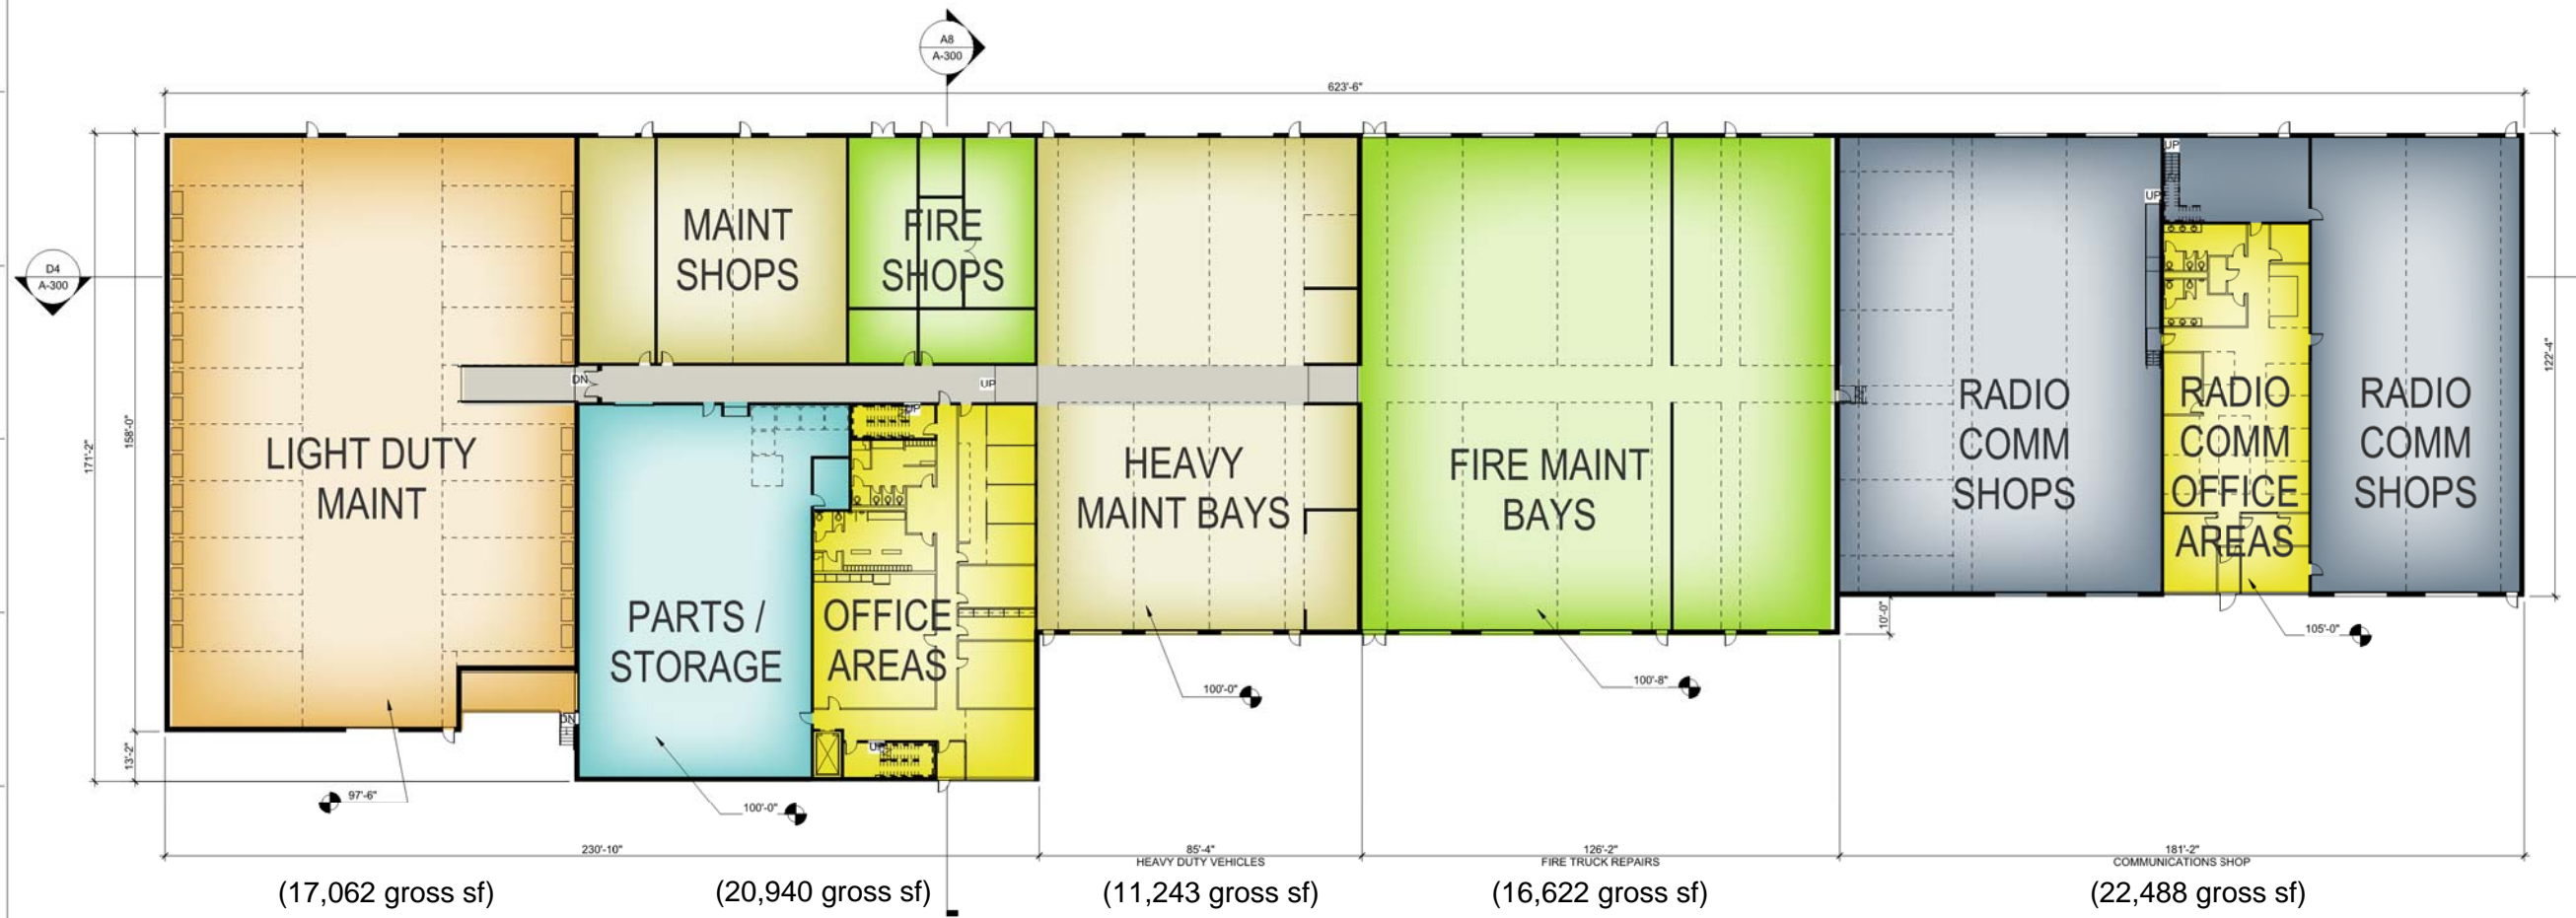 A8
A-300
623'-6"
D4
A-300
171'-2"
158'-0"
13'-2"
122'-4"
10'-0"
LIGHT DUTY
MAINT
MAINT
SHOPS
FIRE
SHOPS
DN
UP
UP
PARTS /
STORAGE
OFFICE
AREAS
UP
DN
HEAVY
MAINT BAYS
FIRE MAINT
BAYS
RADIO
COMM
SHOPS
UP
UP
RADIO
COMM
OFFICE
AREAS
RADIO
COMM
SHOPS
97'-6"
100'-0"
100'-0"
100'-8"
105'-0"
230'-10"
85'-4"
HEAVY DUTY VEHICLES
126'-2"
FIRE TRUCK REPAIRS
181'-2"
COMMUNICATIONS SHOP
(17,062 gross sf)
(20,940 gross sf)
(11,243 gross sf)
(16,622 gross sf)
(22,488 gross sf)